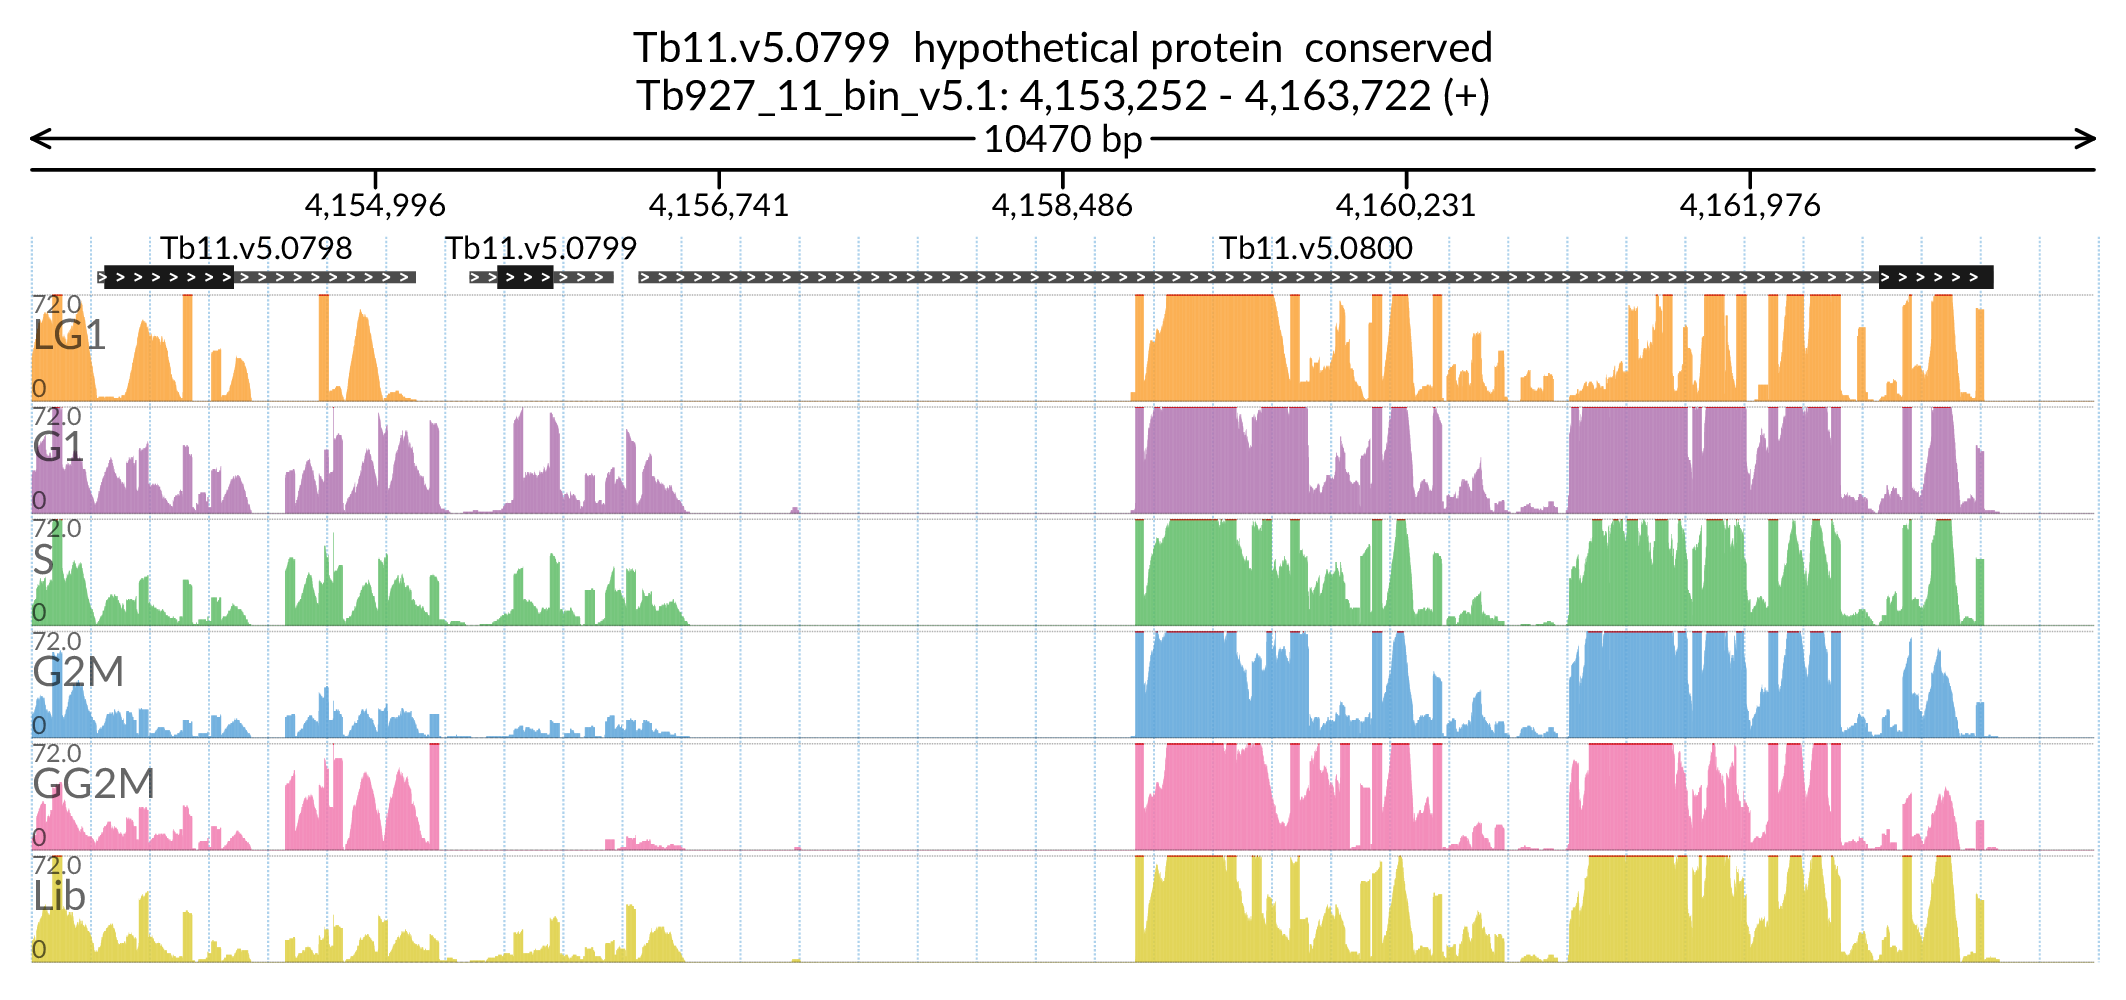 Tb11.v5.0799 hypothetical protein conserved
Tb927_11_bin_v5.1: 4,153,252 - 4,163,722 (+)
10470 bp
4,154,996 4,156,741 4,158,486 4,160,231 4,161,976
Tb11.v5.0798 Tb11.v5.0799 Tb11.v5.0800
72.0
LG1
0
72.0
G1
0
72.0
S
0
72.0
G2M
0
72.0
GG2M
0
72.0
Lib
0